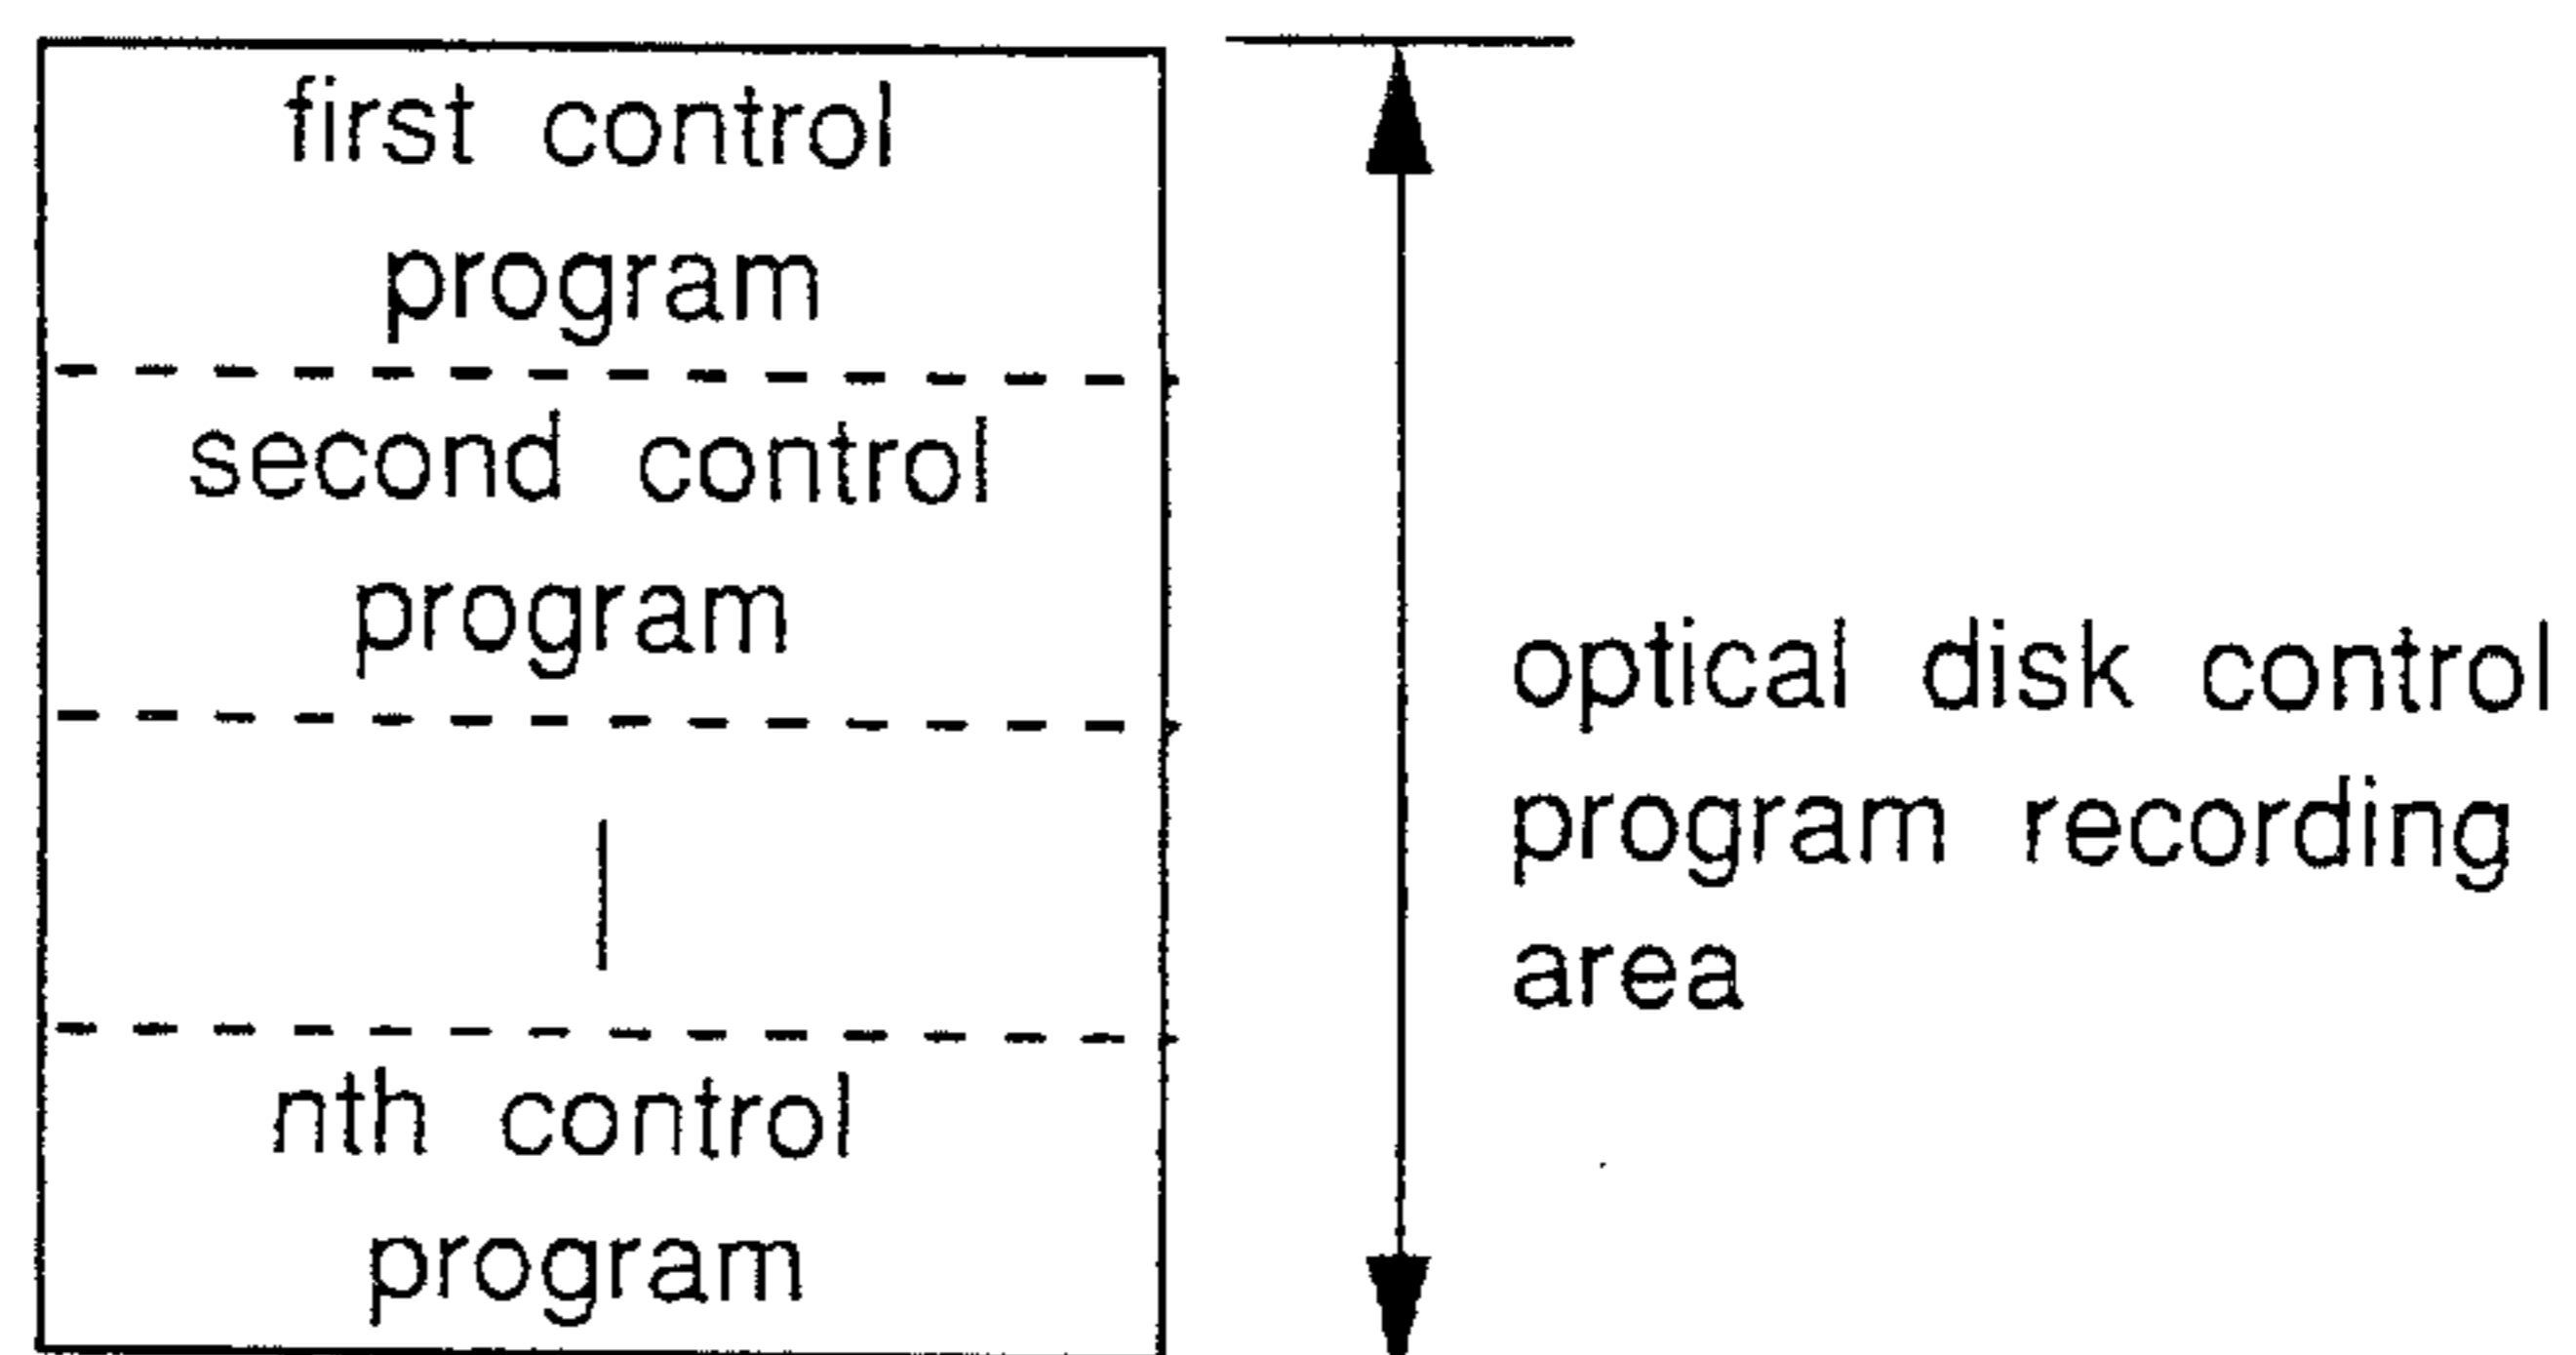 first control
program
second control
program
nth control
program
optical disk control
program recording
area